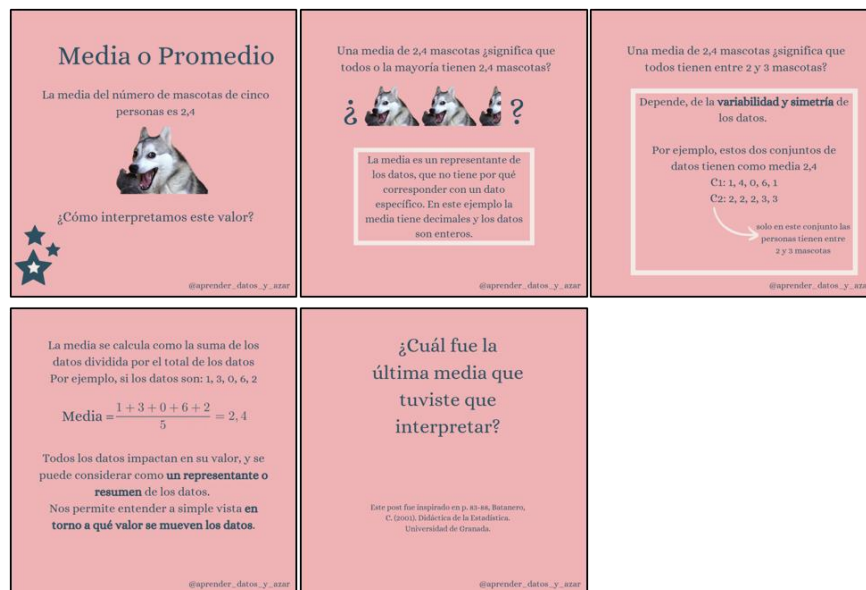 Media o Promedio
La media del número de mascotas de cinco
personas es 2,4
¿Cómo interpretamos este valor?
@aprender_datos_y_azar
Una media de 2,4 mascotas ¿significa que
todos o la mayoría tienen 2,4 mascotas?
¿ ?
La media es un representante de
los datos, que no tiene por qué
corresponder con un dato
específico. En este ejemplo la
media tiene decimales y los datos
son enteros.
@aprender_datos_y_azar
Una media de 2,4 mascotas ¿significa que
todos tienen entre 2 y 3 mascotas?
Depende, de la variabilidad y simetría de
los datos.
Por ejemplo, estos dos conjuntos de
datos tienen como media 2,4
C1: 1, 4, 0, 6, 1
C2: 2, 2, 2, 3, 3
solo en este conjunto las
personas tienen entre
2 y 3 mascotas
@aprender_datos_y_azar
La media se calcula como la suma de los
datos dividida por el total de los datos
Por ejemplo, si los datos son: 1, 3, 0, 6, 2
Media = 1 + 3 + 0 + 6 + 2 / 5 = 2,4
Todos los datos impactan en su valor, y se
puede considerar como un representante o
resumen de los datos.
Nos permite entender a simple vista en
torno a qué valor se mueven los datos.
@aprender_datos_y_azar
¿Cuál fue la
última media que
tuviste que
interpretar?
Este post fue inspirado en p. 83-88, Batanero,
C. (2001). Didáctica de la Estadística.
Universidad de Granada.
@aprender_datos_y_azar